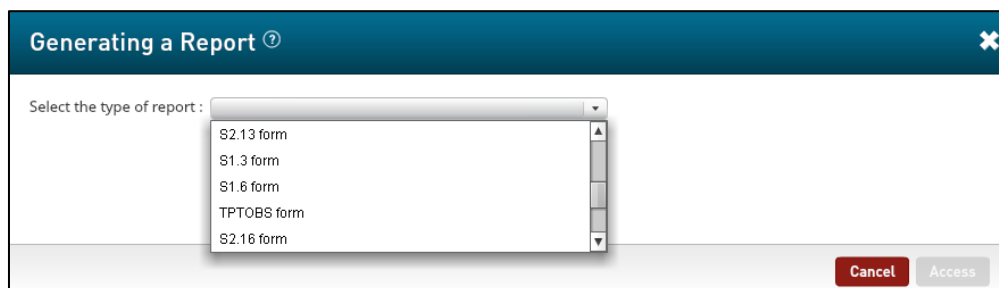 Generating a Report ?
Select the type of report :
S2.13 form
S1.3 form
S1.6 form
TPTOBS form
S2.16 form
Cancel Access